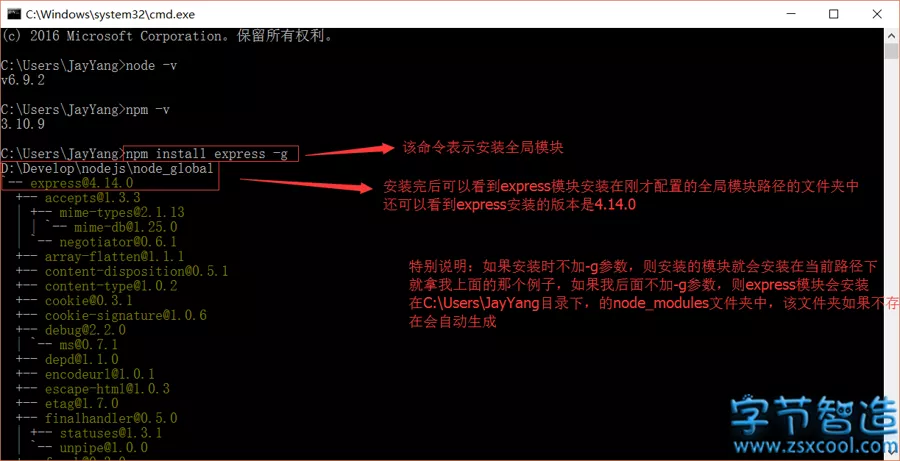 C:\Windows\system32\cmd.exe
(c) 2016 Microsoft Corporation。保留所有权利。
C:\Users\JayYang>node -v
v6.9.2
C:\Users\JayYang>npm -v
3.10.9
C:\Users\JayYang>npm install express -g
该命令表示安装全局模块
D:\Develop\nodejs\node_global
`-- express@4.14.0
安装完后可以看到express模块安装在刚才配置的全局模块路径的文件夹中
还可以看到express安装的版本是4.14.0
+-- accepts@1.3.3
| +-- mime-types@2.1.13
| | `-- mime-db@1.25.0
| `-- negotiator@0.6.1
+-- array-flatten@1.1.1
+-- content-disposition@0.5.1
+-- content-type@1.0.2
+-- cookie@0.3.1
+-- cookie-signature@1.0.6
+-- debug@2.2.0
| `-- ms@0.7.1
+-- depd@1.1.0
+-- encodeurl@1.0.1
+-- escape-html@1.0.3
+-- etag@1.7.0
+-- finalhandler@0.5.0
| +-- statuses@1.3.1
| `-- unpipe@1.0.0
特别说明：如果安装时不加-g参数，则安装的模块就会安装在当前路径下
就拿我上面的那个例子，如果我后面不加-g参数，则express模块会安装
在C:\Users\JayYang目录下，的node_modules文件夹中，该文件夹如果不存
在会自动生成
字节智造
www.zsxcool.com